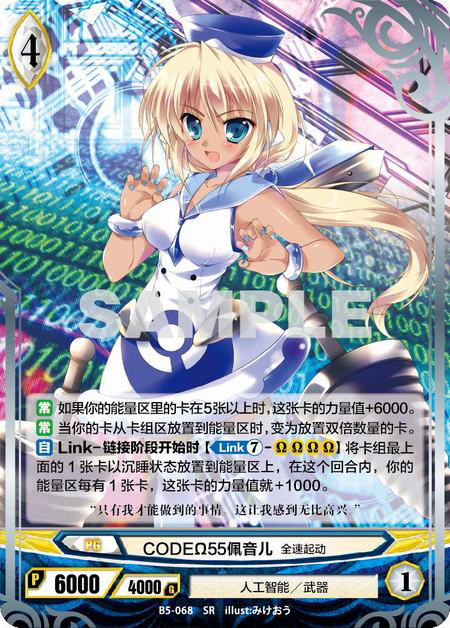 4
SAMPLE
常 如果你的能量区里的卡在5张以上时,这张卡的力量值+6000。
常 当你的卡从卡组区放置到能量区时,变为放置双倍数量的卡。
自 Link-链接阶段开始时【Link⑦-ΩΩΩΩ】将卡组最上
面的1张卡以沉睡状态放置到能量区上,在这个回合内,你的
能量区每有1张卡,这张卡的力量值就+1000。
“只有我才能做到的事情 这让我感到无比高兴”
PG CODEΩ55佩音儿 全速起动
P 6000 / 4000 G 人工智能／武器 1
B5-068 SR illust:みけおう